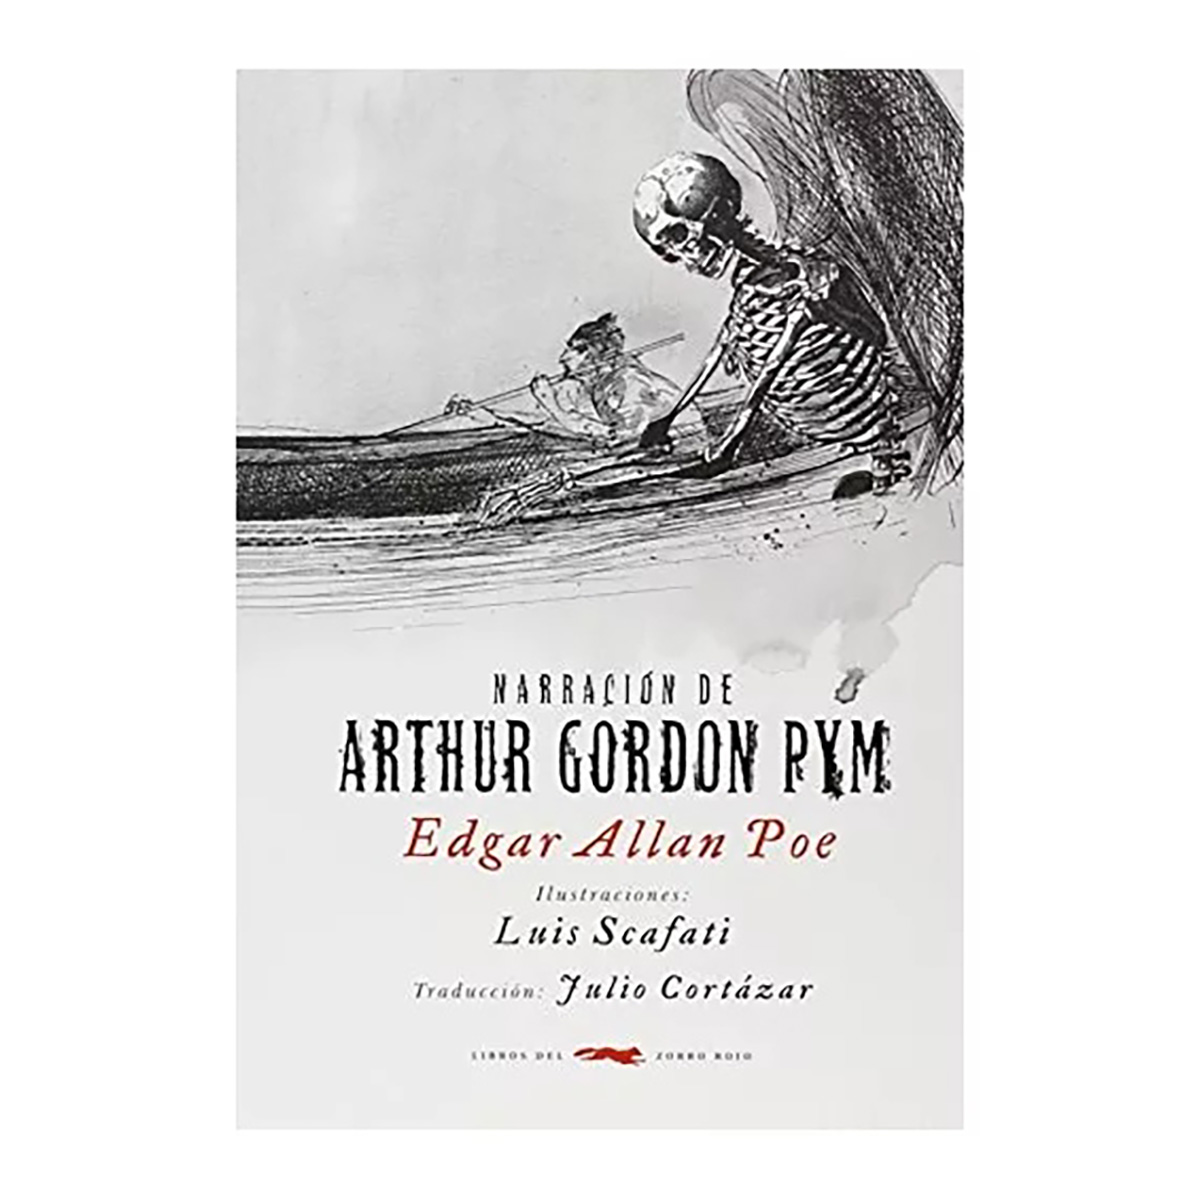 NARRACIÓN DE
ARTHUR GORDON PYM
Edgar Allan Poe
Ilustraciones:
Luis Scafati
Traducción: Julio Cortázar
LIBROS DEL ZORRO ROJO